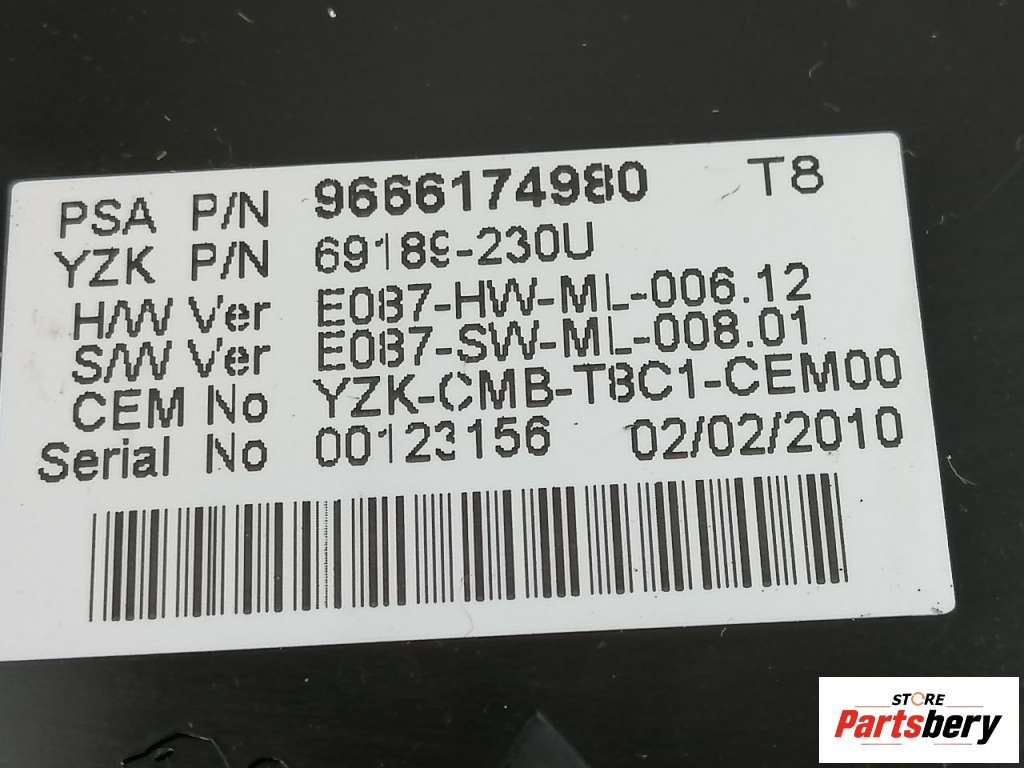 PSA P/N 9666174980 T8
YZK P/N 69189-230U
H/W Ver E087-HW-ML-006.12
S/W Ver E087-SW-ML-008.01
CEM No YZK-CMB-T8C1-CEM00
Serial No 00123156 02/02/2010
STORE
Partsbery